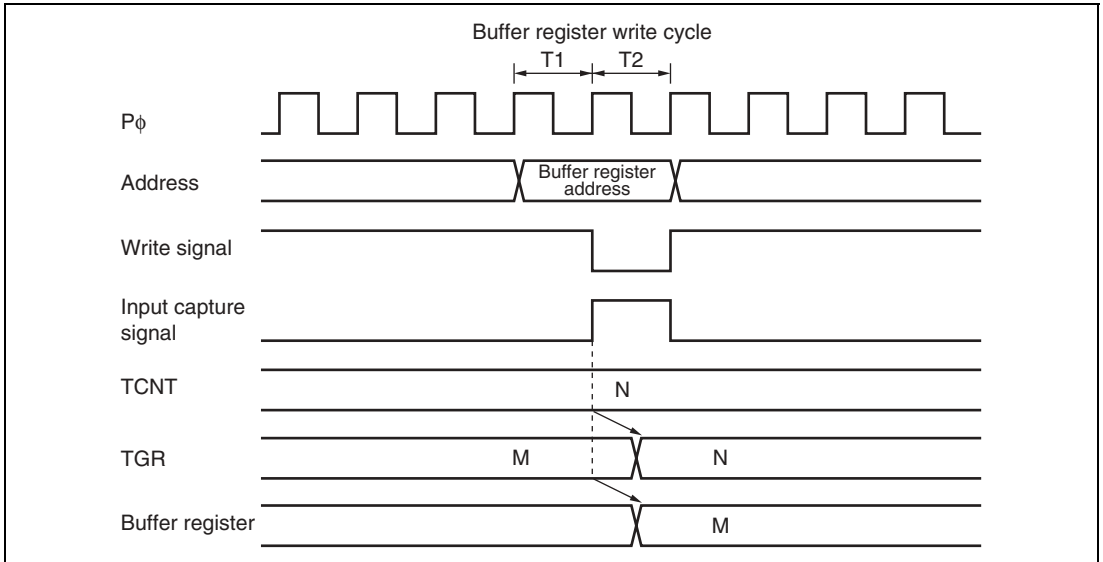 Buffer register write cycle
T1 T2
Pϕ
Address
Buffer register
address
Write signal
Input capture
signal
TCNT
N
TGR
M N
Buffer register
M